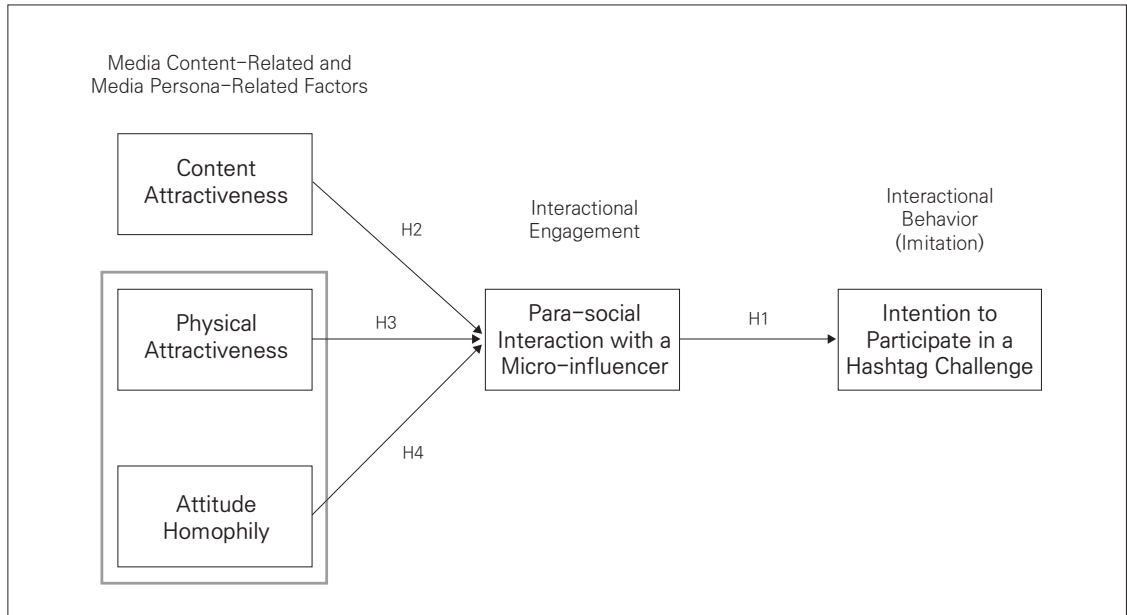 Media Content-Related and
Media Persona-Related Factors
Content
Attractiveness
H2
Interactional
Engagement
Interactional
Behavior
(Imitation)
Physical
Attractiveness
H3
Para-social
Interaction with a
Micro-influencer
H1
Intention to
Participate in a
Hashtag Challenge
H4
Attitude
Homophily